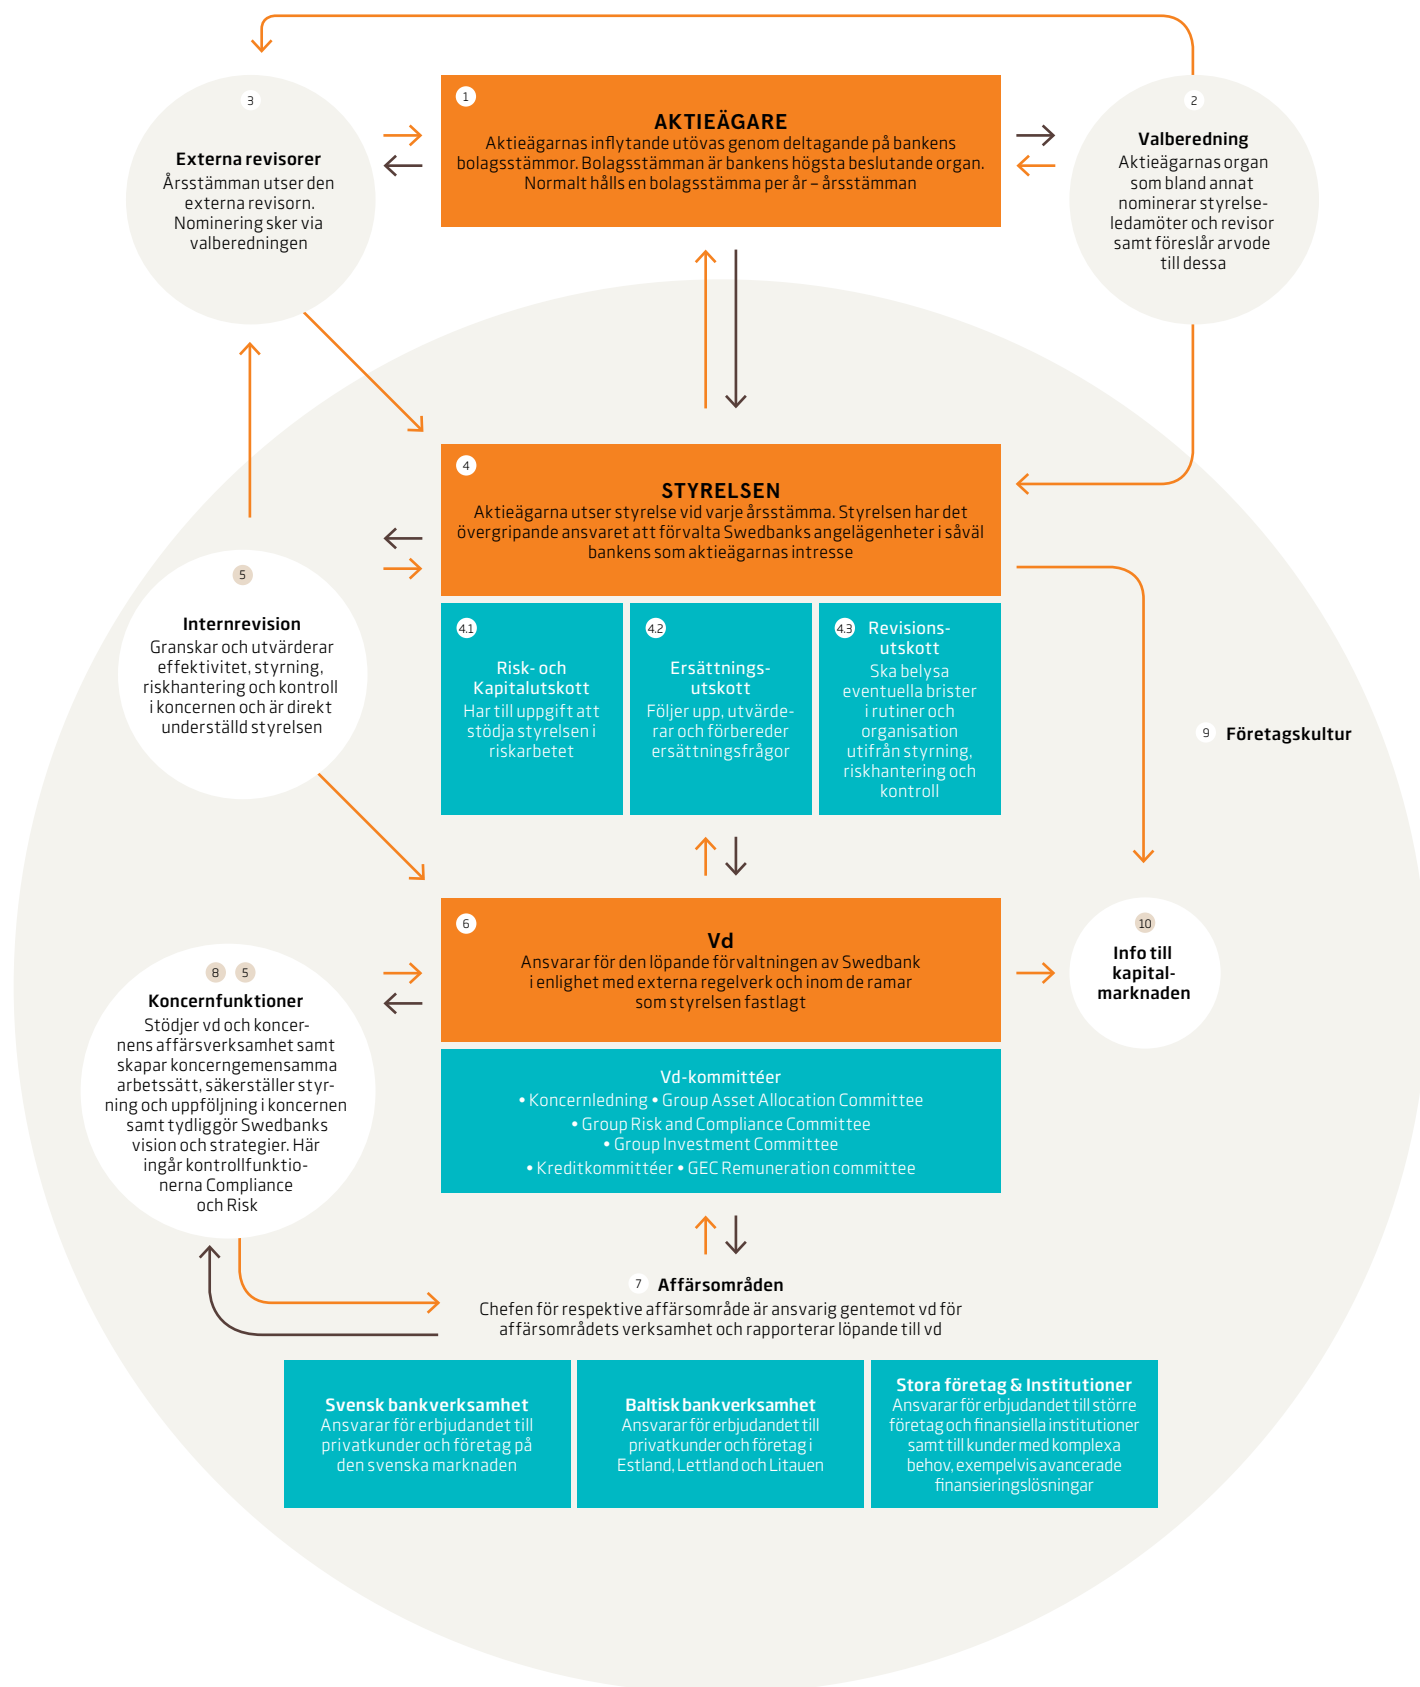 1
AKTIEÄGARE
Aktieägarnas inflytande utövas genom deltagande på bankens
bolagsstämmor. Bolagsstämman är bankens högsta beslutande organ.
Normalt hålls en bolagsstämma per år – årsstämman
3
Externa revisorer
Årsstämman utser den
externa revisorn.
Nominering sker via
valberedningen
2
Valberedning
Aktieägarnas organ
som bland annat
nominerar styrelse-
ledamöter och revisor
samt föreslår arvode
till dessa
4
STYRELSEN
Aktieägarna utser styrelse vid varje årsstämma. Styrelsen har det
övergripande ansvaret att förvalta Swedbanks angelägenheter i såväl
bankens som aktieägarnas intresse
5
Internrevision
Granskar och utvärderar
effektivitet, styrning,
riskhantering och kontroll
i koncernen och är direkt
underställd styrelsen
4.1
Risk- och
Kapitalutskott
Har till uppgift att
stödja styrelsen i
riskarbetet
4.2
Ersättnings-
utskott
Följer upp, utvärde-
rar och förbereder
ersättningsfrågor
4.3
Revisions-
utskott
Ska belysa
eventuella brister
i rutiner och
organisation
utifrån styrning,
riskhantering och
kontroll
9 Företagskultur
6
Vd
Ansvarar för den löpande förvaltningen av Swedbank
i enlighet med externa regelverk och inom de ramar
som styrelsen fastlagt
10
Info till
kapital-
marknaden
8 5
Koncernfunktioner
Stödjer vd och koncer-
nens affärsverksamhet samt
skapar koncerngemensamma
arbetssätt, säkerställer styr-
ning och uppföljning i koncernen
samt tydliggör Swedbanks
vision och strategier. Här
ingår kontrollfunktio-
nerna Compliance
och Risk
Vd-kommittéer
• Koncernledning • Group Asset Allocation Committee
• Group Risk and Compliance Committee
• Group Investment Committee
• Kreditkommittéer • GEC Remuneration committee
7 Affärsområden
Chefen för respektive affärsområde är ansvarig gentemot vd för
affärsområdets verksamhet och rapporterar löpande till vd
Svensk bankverksamhet
Ansvarar för erbjudandet till
privatkunder och företag på
den svenska marknaden
Baltisk bankverksamhet
Ansvarar för erbjudandet till
privatkunder och företag i
Estland, Lettland och Litauen
Stora företag & Institutioner
Ansvarar för erbjudandet till större
företag och finansiella institutioner
samt till kunder med komplexa
behov, exempelvis avancerade
finansieringslösningar